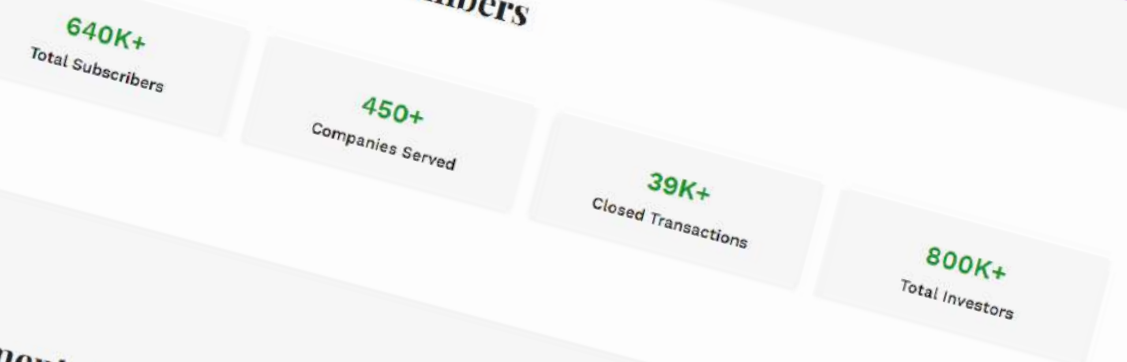 640K+
Total Subscribers
450+
Companies Served
39K+
Closed Transactions
800K+
Total Investors